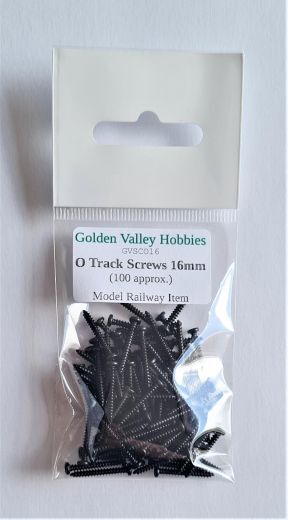 Golden Valley Hobbies
GVSC016
O Track Screws 16mm
(100 approx.)
Model Railway Item